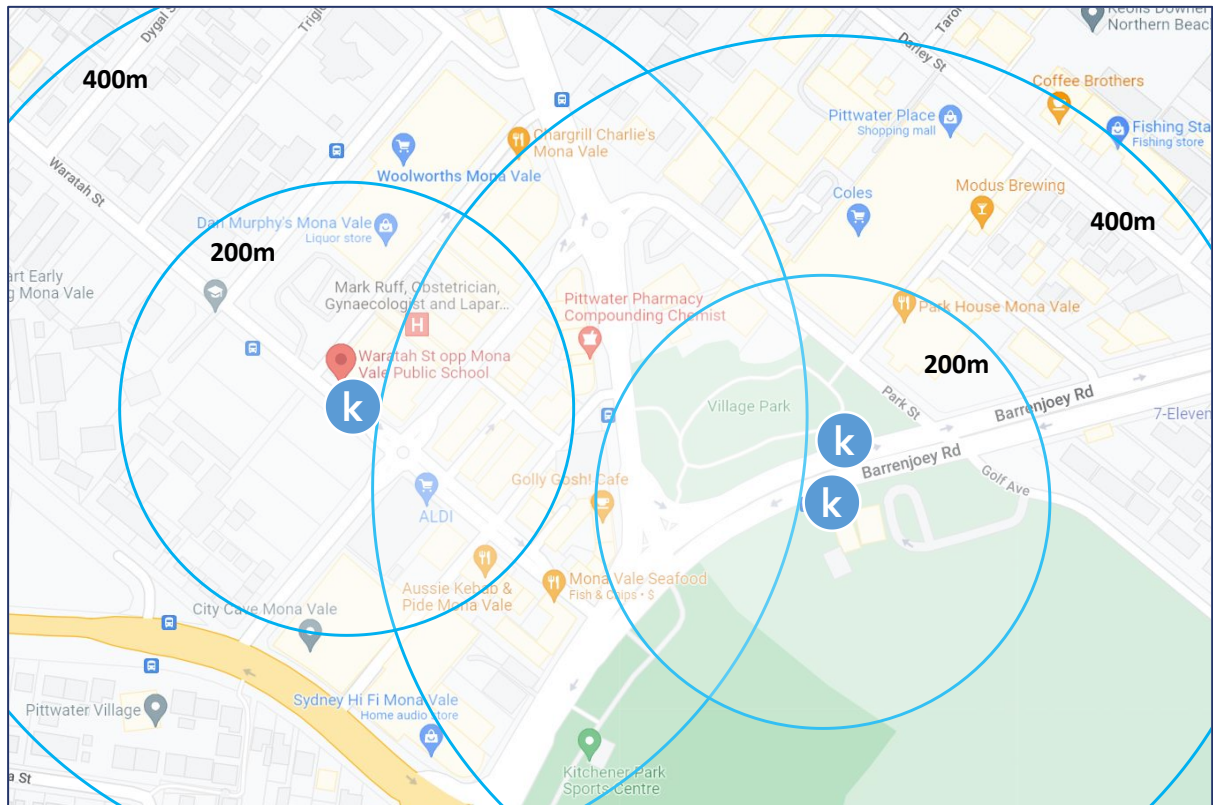 Keolis Downer
Northern Beac
Dygal St
Triglo
Taron
Darley St
400m
Coffee Brothers
Pittwater Place
Shopping mall
Fishing Sta
Fishing store
Chargrill Charlie's
Mona Vale
Waratah St
Woolworths Mona Vale
Modus Brewing
Coles
Dan Murphy's Mona Vale
Liquor store
400m
200m
art Early
g Mona Vale
Mark Ruff, Obstetrician,
Gynaecologist and Lapar...
H
Pittwater Pharmacy
Compounding Chemist
Park House Mona Vale
Waratah St opp Mona
Vale Public School
200m
k
Village Park
Park St
Barrenjoey Rd
7-Eleven
k
Barrenjoey Rd
Golf Ave
Golly Gosh! Cafe
k
ALDI
Aussie Kebab &
Pide Mona Vale
Mona Vale Seafood
Fish & Chips • $
City Cave Mona Vale
Sydney Hi Fi Mona Vale
Home audio store
Pittwater Village
Kitchener Park
Sports Centre
a St